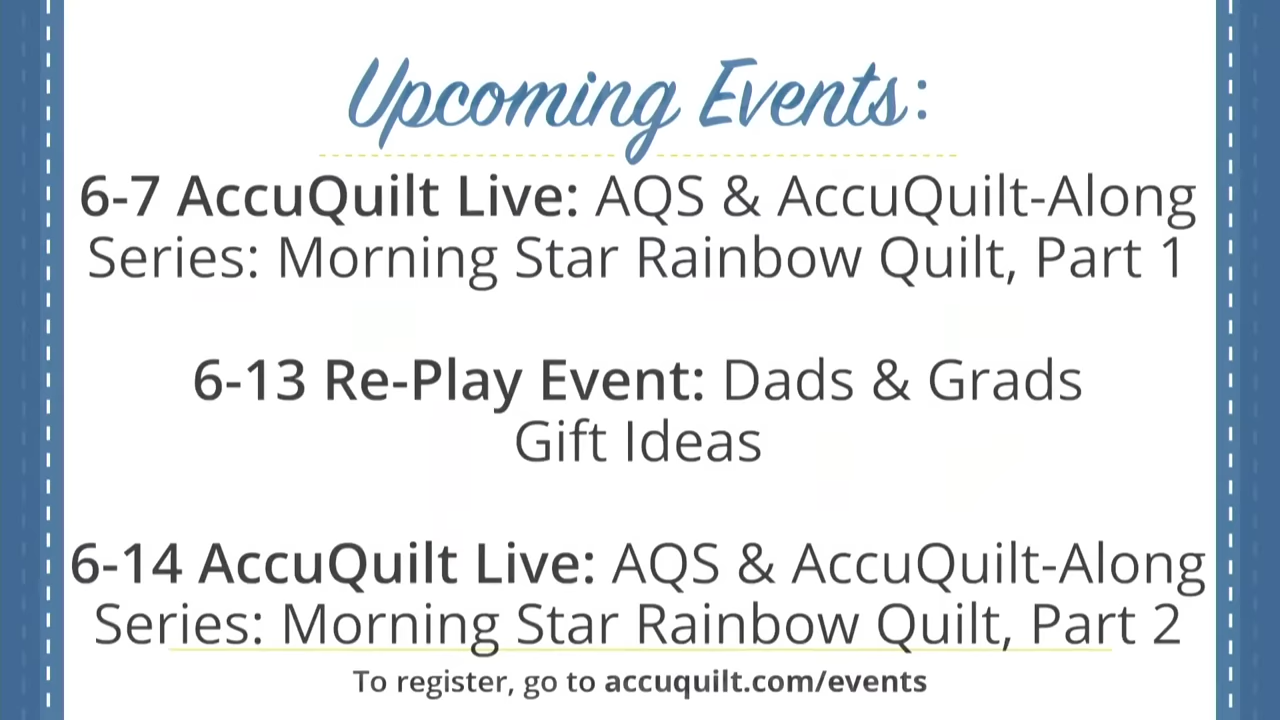 Upcoming Events:
6-7 AccuQuilt Live: AQS & AccuQuilt-Along
Series: Morning Star Rainbow Quilt, Part 1
6-13 Re-Play Event: Dads & Grads
Gift Ideas
6-14 AccuQuilt Live: AQS & AccuQuilt-Along
Series: Morning Star Rainbow Quilt, Part 2
To register, go to accuquilt.com/events